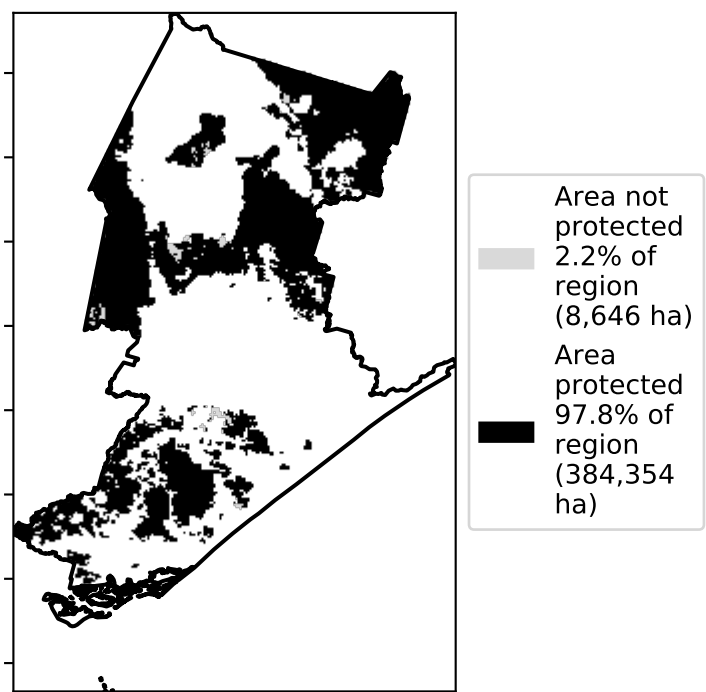 Area not
protected
2.2% of
region
(8,646 ha)
Area
protected
97.8% of
region
(384,354
ha)